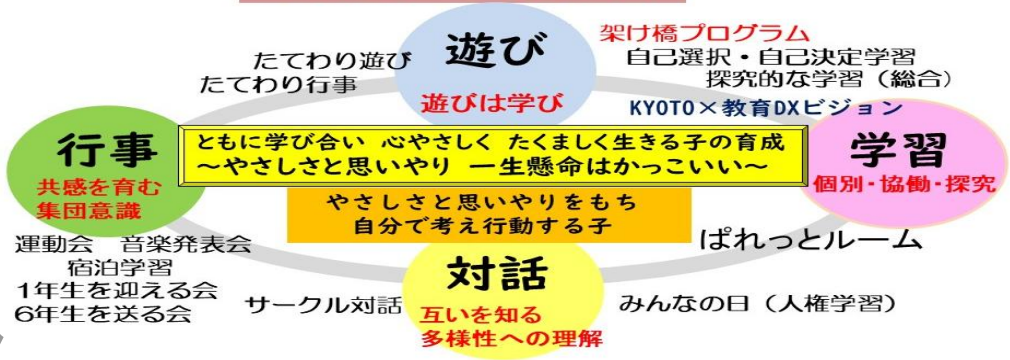 遊び
遊びは学び
たてわり遊び
たてわり行事
架け橋プログラム
自己選択・自己決定学習
探究的な学習（総合）
KYOTO×教育DXビジョン
行事
共感を育む
集団意識
ともに学び合い 心やさしく たくましく生きる子の育成
～やさしさと思いやり 一生懸命はかっこいい～
学習
個別・協働・探究
やさしさと思いやりをもち
自分で考え行動する子
運動会 音楽発表会
宿泊学習
1年生を迎える会
6年生を送る会
サークル対話
対話
互いを知る
多様性への理解
ぱれっとルーム
みんなの日（人権学習）